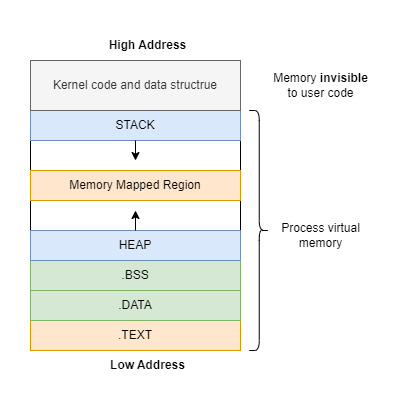 High Address
Kernel code and data structrue
Memory invisible
to user code
STACK
Memory Mapped Region
Process virtual
memory
HEAP
.BSS
.DATA
.TEXT
Low Address